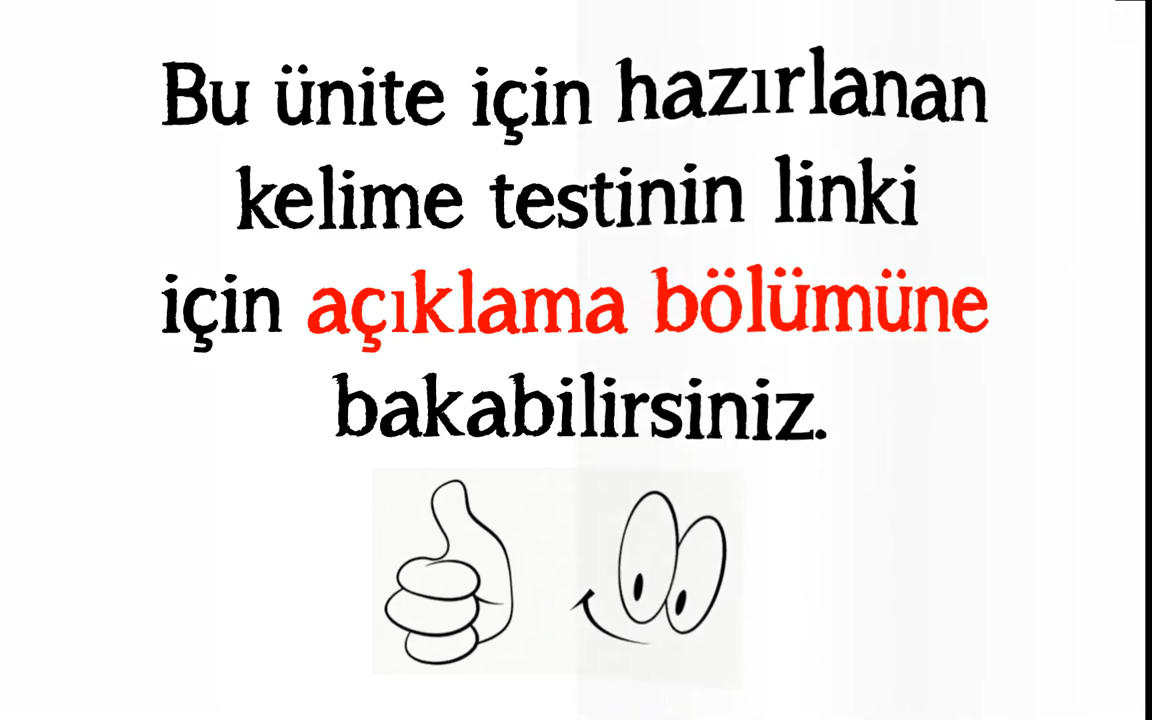 Bu ünite için hazırlanan
kelime testinin linki
için açıklama bölümüne
bakabilirsiniz.